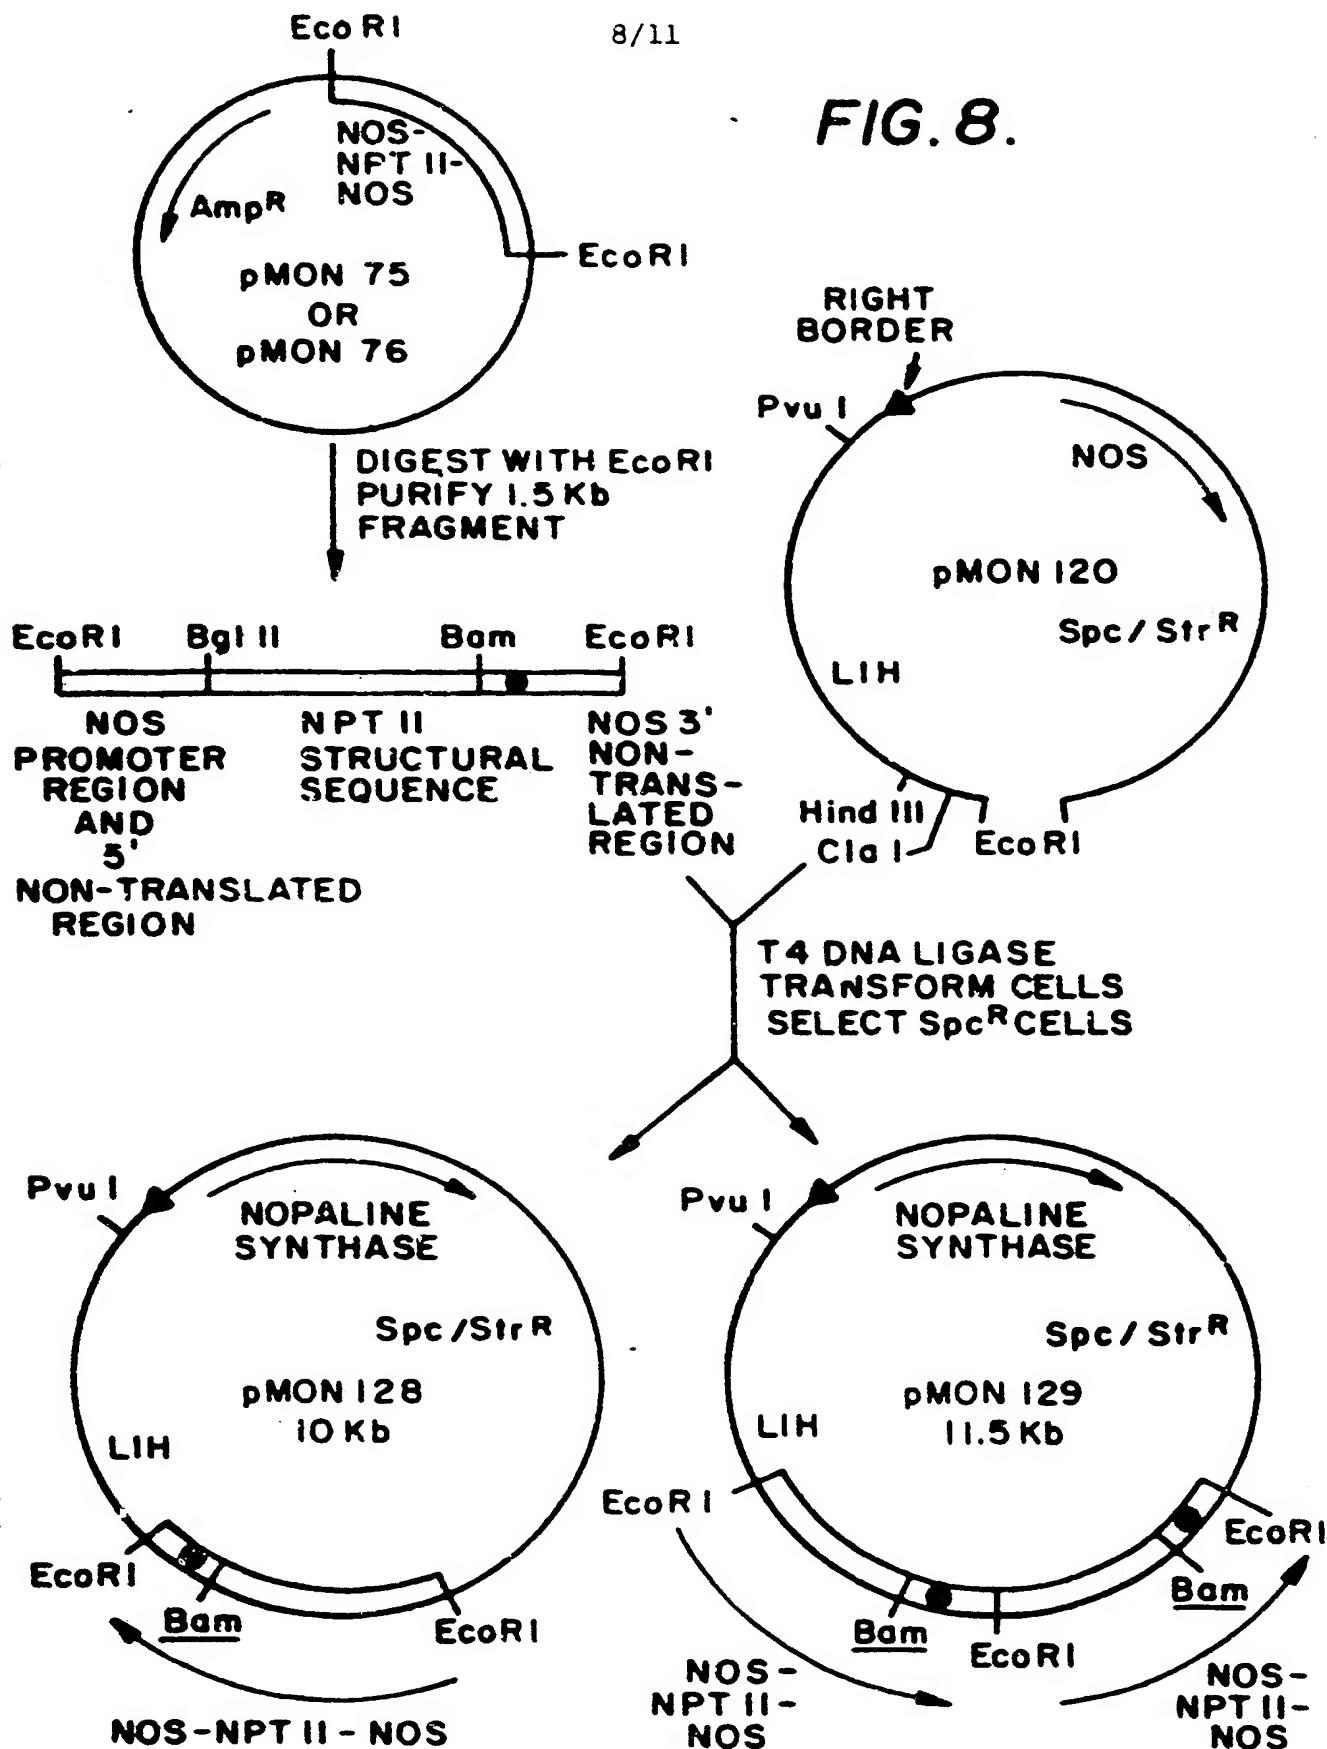 8/11
FIG. 8.
EcoRI
NOS-
NPT II-
NOS
AmpR
EcoRI
pMON 75
OR
pMON 76
DIGEST WITH EcoRI
PURIFY 1.5 Kb
FRAGMENT
EcoRI
Bgl II
Bam
EcoRI
NOS
PROMOTER
REGION
AND
5'
NON-TRANSLATED
REGION
NPT II
STRUCTURAL
SEQUENCE
NOS 3'
NON-
TRANS-
LATED
REGION
RIGHT
BORDER
Pvu I
NOS
pMON 120
Spc/StrR
LIH
Hind III
Cla I
EcoRI
T4 DNA LIGASE
TRANSFORM CELLS
SELECT SpcR CELLS
Pvu I
NOPALINE
SYNTHASE
Spc/StrR
pMON 128
10 Kb
LIH
EcoRI
Bam
EcoRI
NOS-NPT II-NOS
Pvu I
NOPALINE
SYNTHASE
Spc/StrR
pMON 129
11.5 Kb
LIH
EcoRI
Bam
EcoRI
Bam
EcoRI
NOS-
NPT II-
NOS
NOS-
NPT II-
NOS